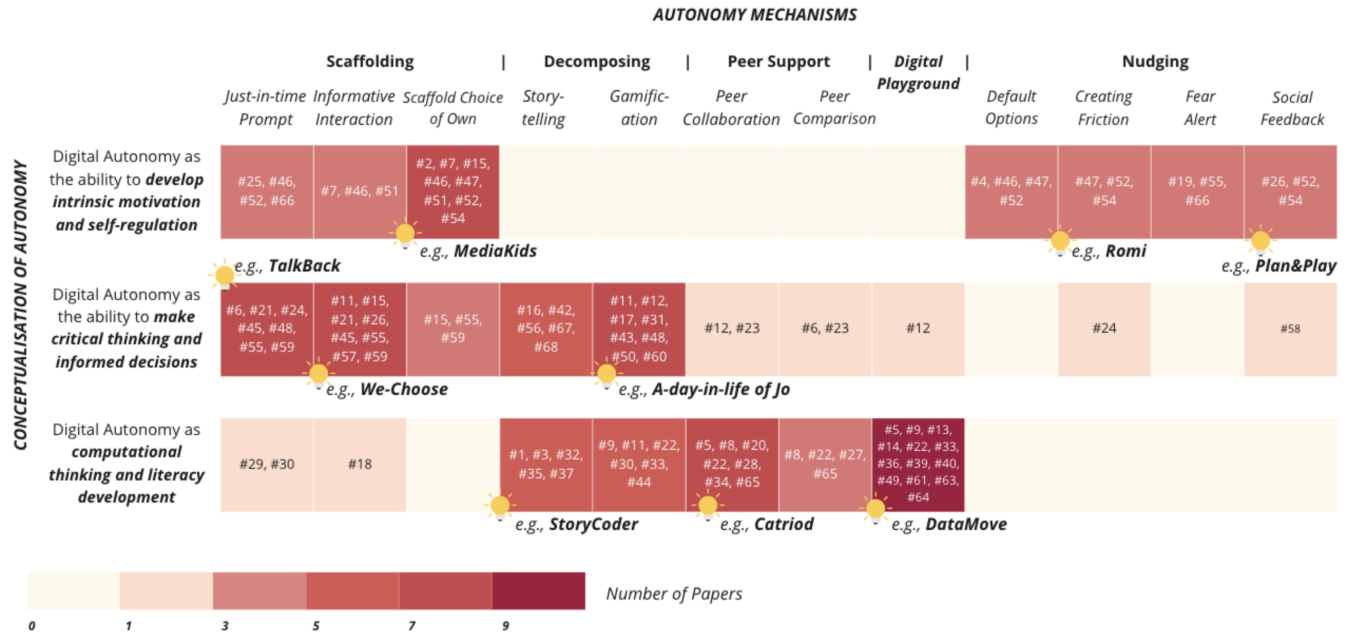 AUTONOMY MECHANISMS
Scaffolding | Decomposing | Peer Support | Digital Playground | Nudging
Just-in-time Prompt
Informative Interaction
Scaffold Choice of Own
Story-telling
Gamific-ation
Peer Collaboration
Peer Comparison
Default Options
Creating Friction
Fear Alert
Social Feedback
CONCEPTUALISATION OF AUTONOMY
Digital Autonomy as
the ability to develop
intrinsic motivation
and self-regulation
#25, #46,
#52, #66
#7, #46, #51
#2, #7, #15,
#46, #47,
#51, #52,
#54
#4, #46, #47,
#52
#47, #52,
#54
#19, #55,
#66
#26, #52,
#54
e.g., MediaKids
e.g., Romi
e.g., Plan&Play
e.g., TalkBack
Digital Autonomy as
the ability to make
critical thinking and
informed decisions
#6, #21, #24,
#45, #48,
#55, #59
#11, #15,
#21, #26,
#45, #55,
#57, #59
#15, #55,
#59
#16, #42,
#56, #67,
#68
#11, #12,
#17, #31,
#43, #48,
#50, #60
#12, #23
#6, #23
#12
#24
#58
e.g., We-Choose
e.g., A-day-in-life of Jo
Digital Autonomy as
computational
thinking and literacy
development
#29, #30
#18
#1, #3, #32,
#35, #37
#9, #11, #22,
#30, #33,
#44
#5, #8, #20,
#22, #28,
#34, #65
#8, #22, #27,
#65
#5, #9, #13,
#14, #22, #33,
#36, #39, #40,
#49, #61, #63,
#64
e.g., StoryCoder
e.g., Catriod
e.g., DataMove
Number of Papers
0 1 3 5 7 9